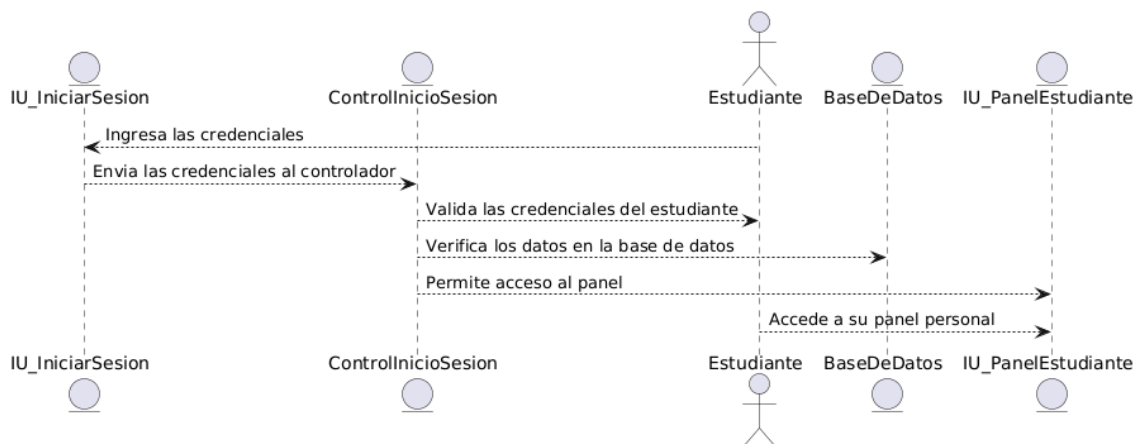 IU_IniciarSesion
ControlInicioSesion
Estudiante
BaseDeDatos
IU_PanelEstudiante
Ingresa las credenciales
Envia las credenciales al controlador
Valida las credenciales del estudiante
Verifica los datos en la base de datos
Permite acceso al panel
Accede a su panel personal
IU_IniciarSesion
ControlInicioSesion
Estudiante
BaseDeDatos
IU_PanelEstudiante